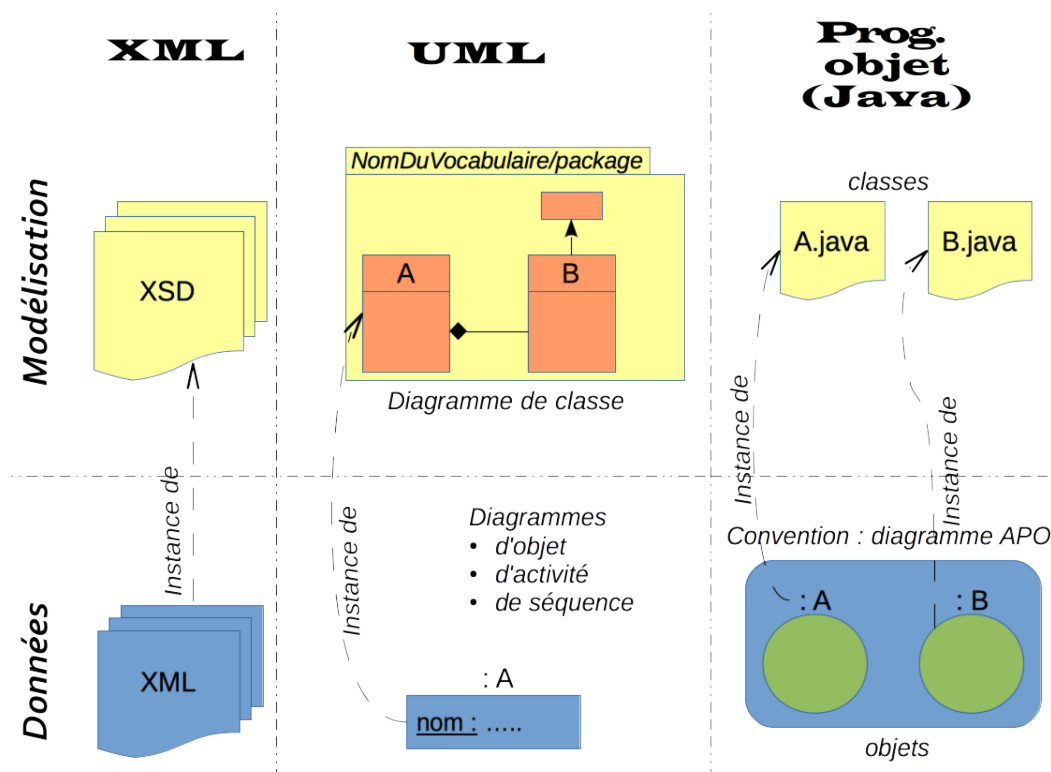 XML
UML
Prog.
objet
(Java)
Modélisation
XSD
NomDuVocabulaire/package
A
B
Diagramme de classe
classes
A.java
B.java
Instance de
Instance de
Instance de
Instance de
Données
XML
Diagrammes
• d'objet
• d'activité
• de séquence
: A
nom : .....
Convention : diagramme APO
: A
: B
objets